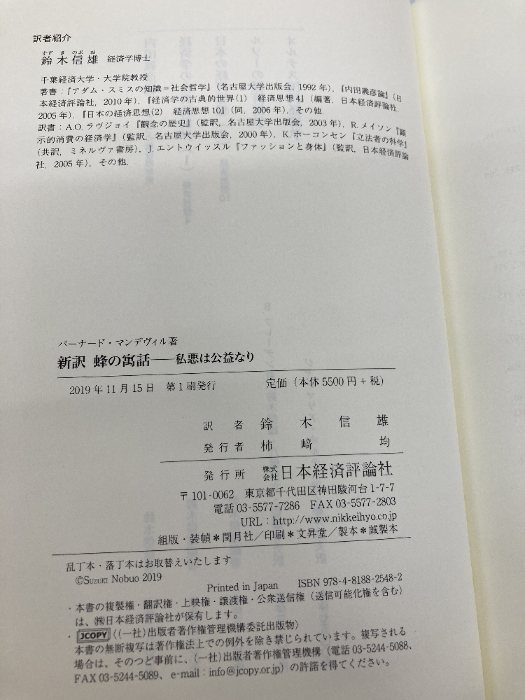 訳者紹介
すず き のぶ お
鈴木信雄 経済学博士
千葉経済大学・大学院教授
著書:『アダム・スミスの知識=社会哲学』(名古屋大学出版会, 1992年),『内田義彦論』(日
本経済評論社, 2010年),『経済学の古典的世界(1) 経済思想4』(編著, 日本経済評論社,
2005年),『日本の経済思想(2) 経済思想10』(同, 2006年), その他.
訳書:A.O.ラヴジョイ『観念の歴史』(監訳, 名古屋大学出版会, 2003年), R.メイソン『顕
示的消費の経済学』(監訳, 名古屋大学出版会, 2000年), K.ホーコンセン『立法者の科学』
(共訳, ミネルヴァ書房), J.エントウィッスル『ファッションと身体』(監訳, 日本経済評論
社, 2005年), その他.
バーナード・マンデヴィル著
新訳 蜂の寓話——私悪は公益なり
2019年11月15日 第1刷発行 定価(本体5500円+税)
訳者 鈴木信雄
発行者 柿﨑均
発行所 株式会社 日本経済評論社
〒101-0062 東京都千代田区神田駿河台1-7-7
電話 03-5577-7286 FAX 03-5577-2803
URL:http://www.nikkeihyo.co.jp
組版・装幀*閏月社/印刷*文昇堂/製本*誠製本
乱丁本・落丁本はお取替えいたします
©Suzuki Nobuo 2019
Printed in Japan ISBN 978-4-8188-2548-2
・本書の複製権・翻訳権・上映権・譲渡権・公衆送信権(送信可能化権を含む)
は、㈱日本経済評論社が保有します。
・JCOPY〈(一社)出版者著作権管理機構委託出版物〉
本書の無断複写は著作権法上での例外を除き禁じられています。複写される
場合は、そのつど事前に、(一社)出版者著作権管理機構(電話03-5244-5088、
FAX 03-5244-5089、e-mail:info@jcopy.or.jp)の許諾を得てください。